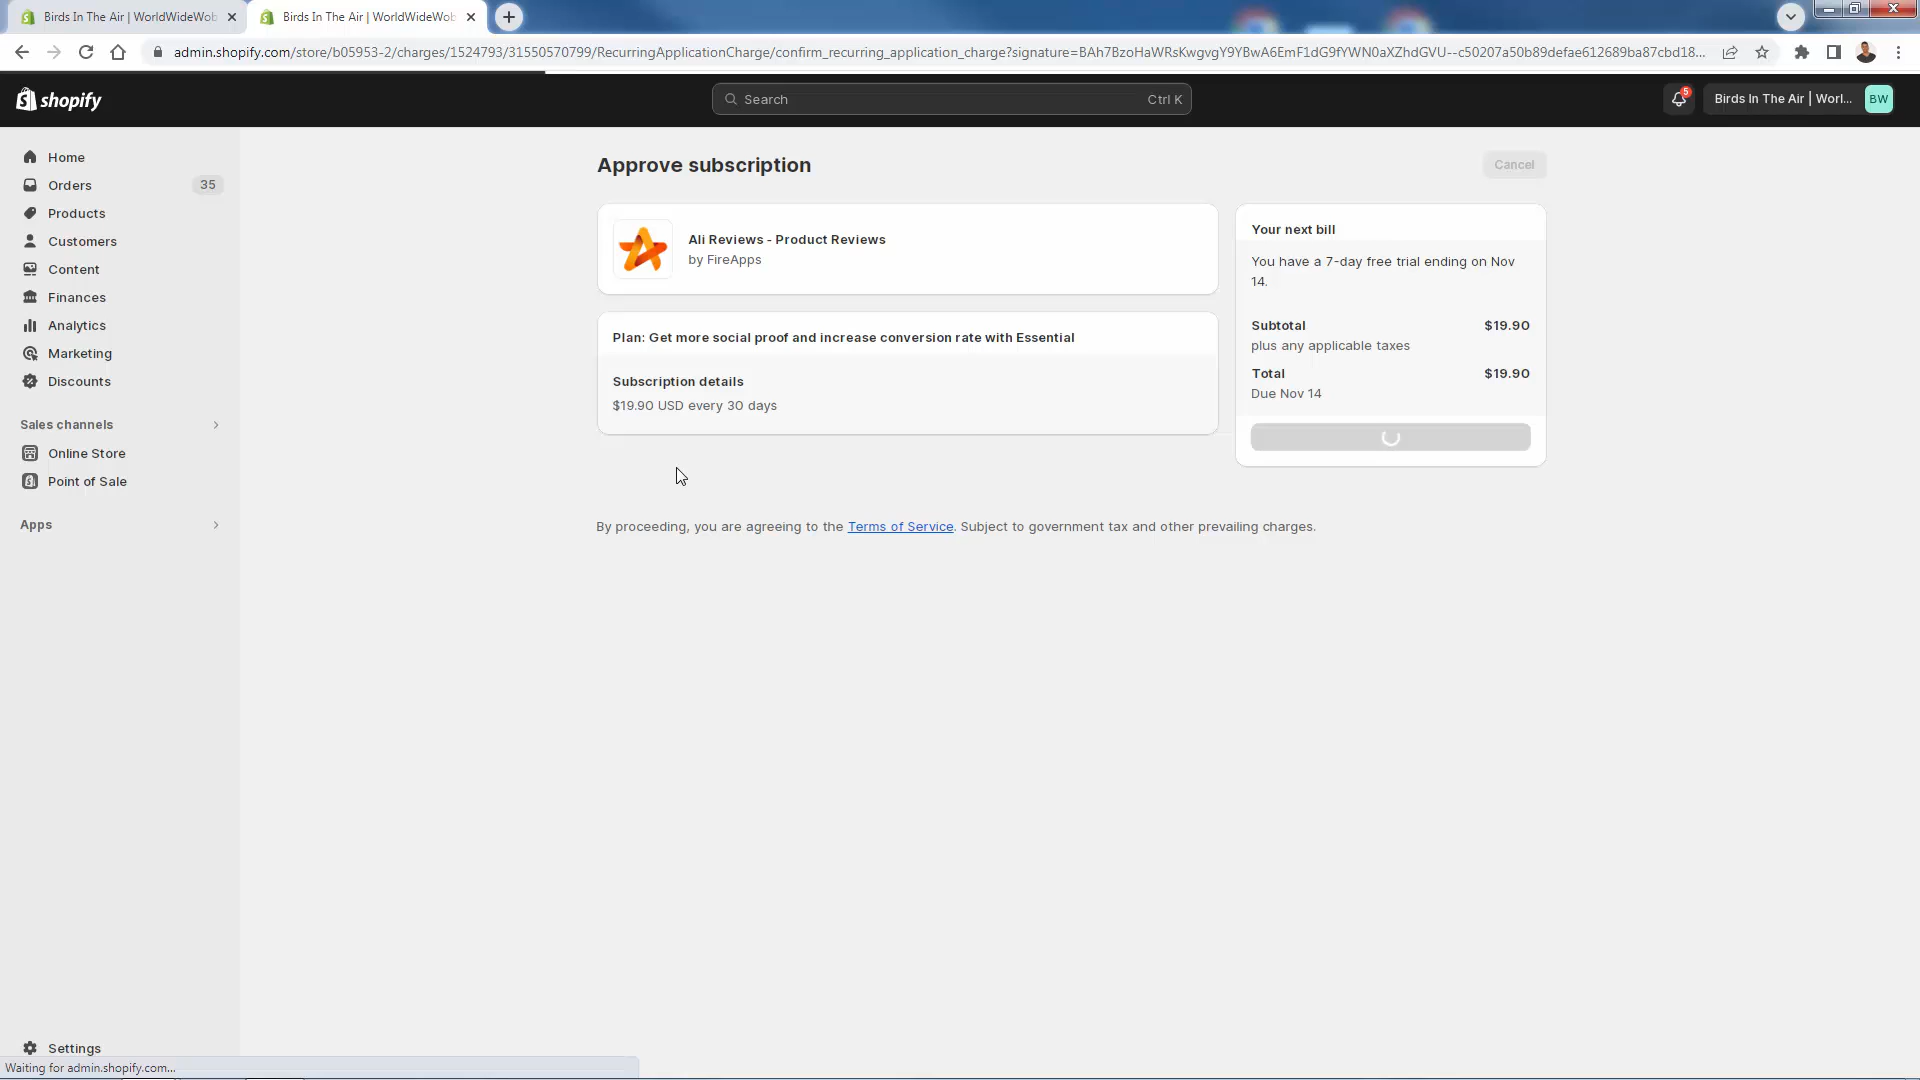 Birds In The Air | WorldWideWob
Birds In The Air | WorldWideWob
admin.shopify.com/store/b05953-2/charges/1524793/31550570799/RecurringApplicationCharge/confirm_recurring_application_charge?signature=BAh7BzoHaWRsKwgvgY9YBwA6EmF1dG9fYWN0aXZhdGVU--c50207a50b89defae612689ba87cbd18...
shopify
Search
Ctrl K
5
Birds In The Air | Worl...
BW
Home
Orders
35
Products
Customers
Content
Finances
Analytics
Marketing
Discounts
Sales channels
Online Store
Point of Sale
Apps
Settings
Approve subscription
Cancel
Ali Reviews - Product Reviews
by FireApps
Plan: Get more social proof and increase conversion rate with Essential
Subscription details
$19.90 USD every 30 days
Your next bill
You have a 7-day free trial ending on Nov
14.
Subtotal
$19.90
plus any applicable taxes
Total
$19.90
Due Nov 14
By proceeding, you are agreeing to the Terms of Service. Subject to government tax and other prevailing charges.
Waiting for admin.shopify.com...